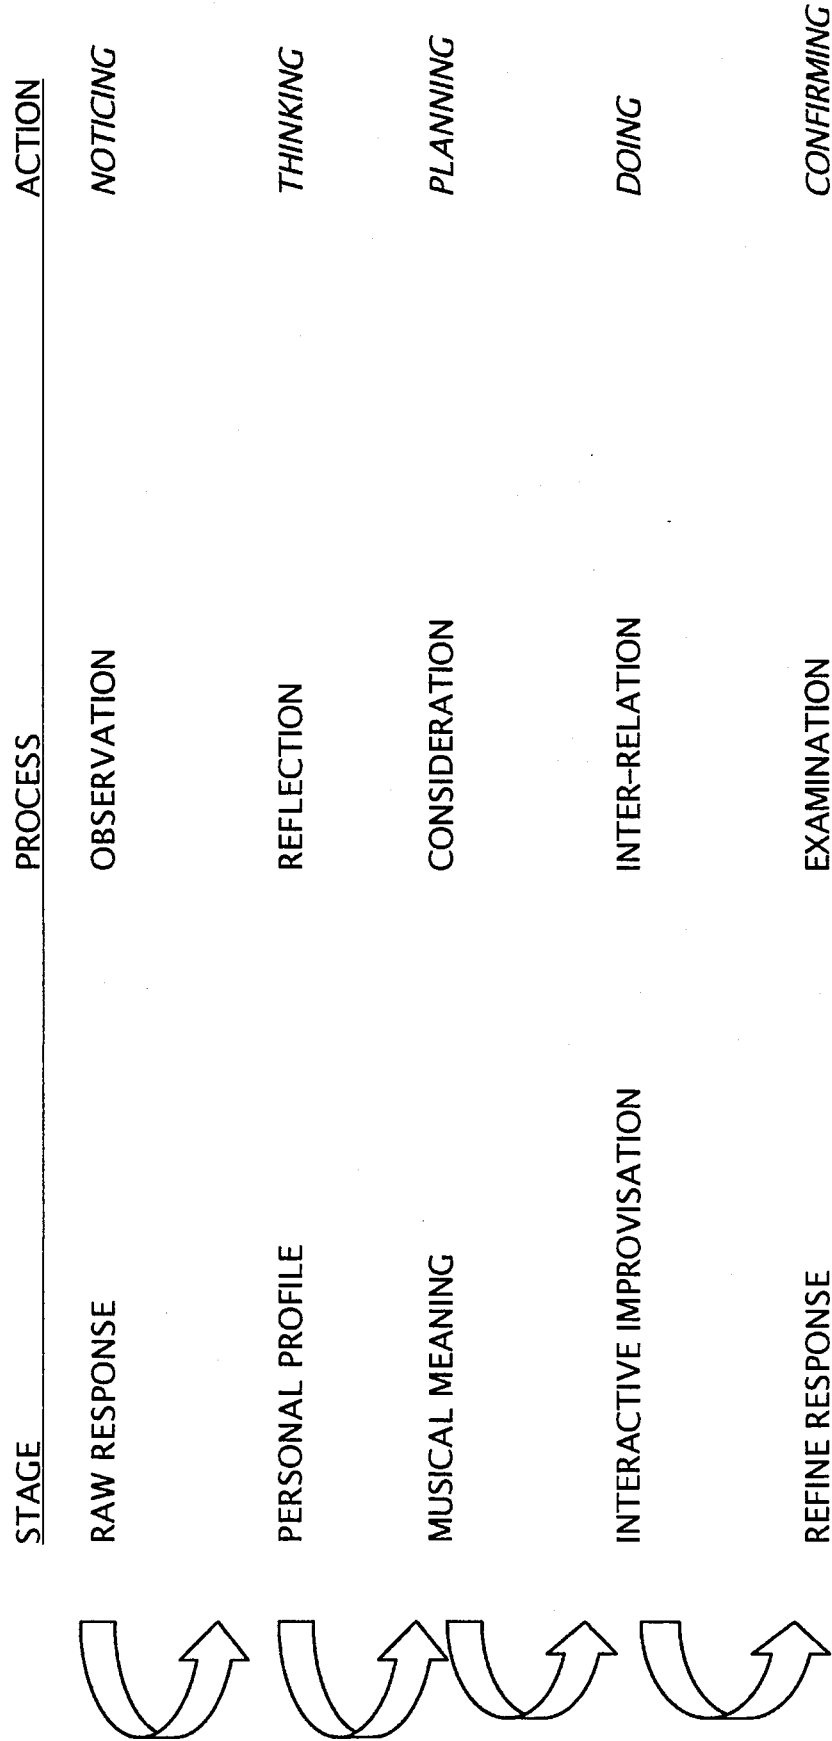 STAGE PROCESS ACTION
RAW RESPONSE OBSERVATION NOTICING
PERSONAL PROFILE REFLECTION THINKING
MUSICAL MEANING CONSIDERATION PLANNING
INTERACTIVE IMPROVISATION INTER-RELATION DOING
REFINE RESPONSE EXAMINATION CONFIRMING